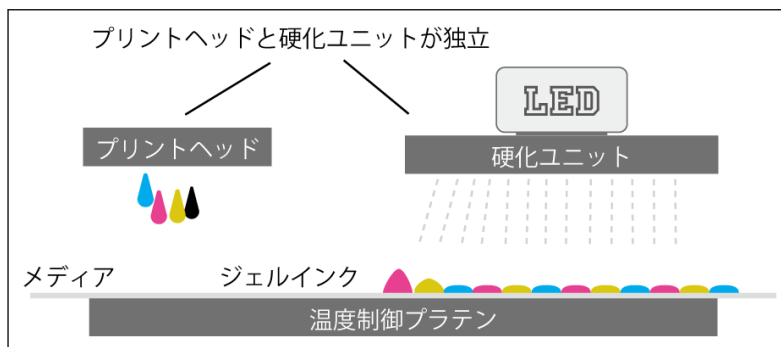 プリントヘッドと硬化ユニットが独立
LED
プリントヘッド
硬化ユニット
メディア
ジェルインク
温度制御プラテン